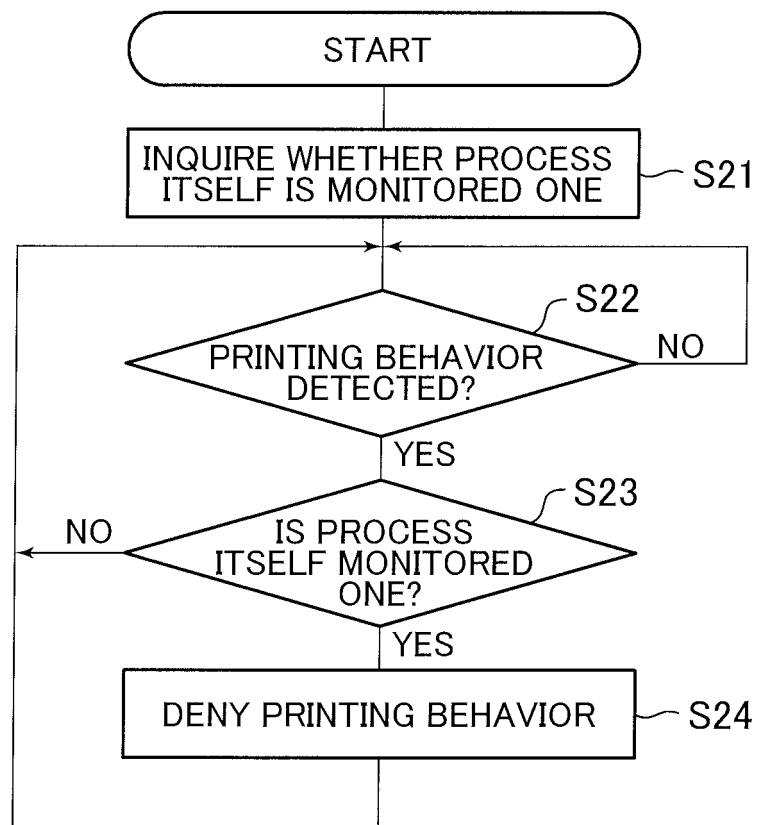 START
INQUIRE WHETHER PROCESS
ITSELF IS MONITORED ONE
S21
S22
PRINTING BEHAVIOR
DETECTED?
NO
YES
S23
NO
IS PROCESS
ITSELF MONITORED
ONE?
YES
DENY PRINTING BEHAVIOR
S24